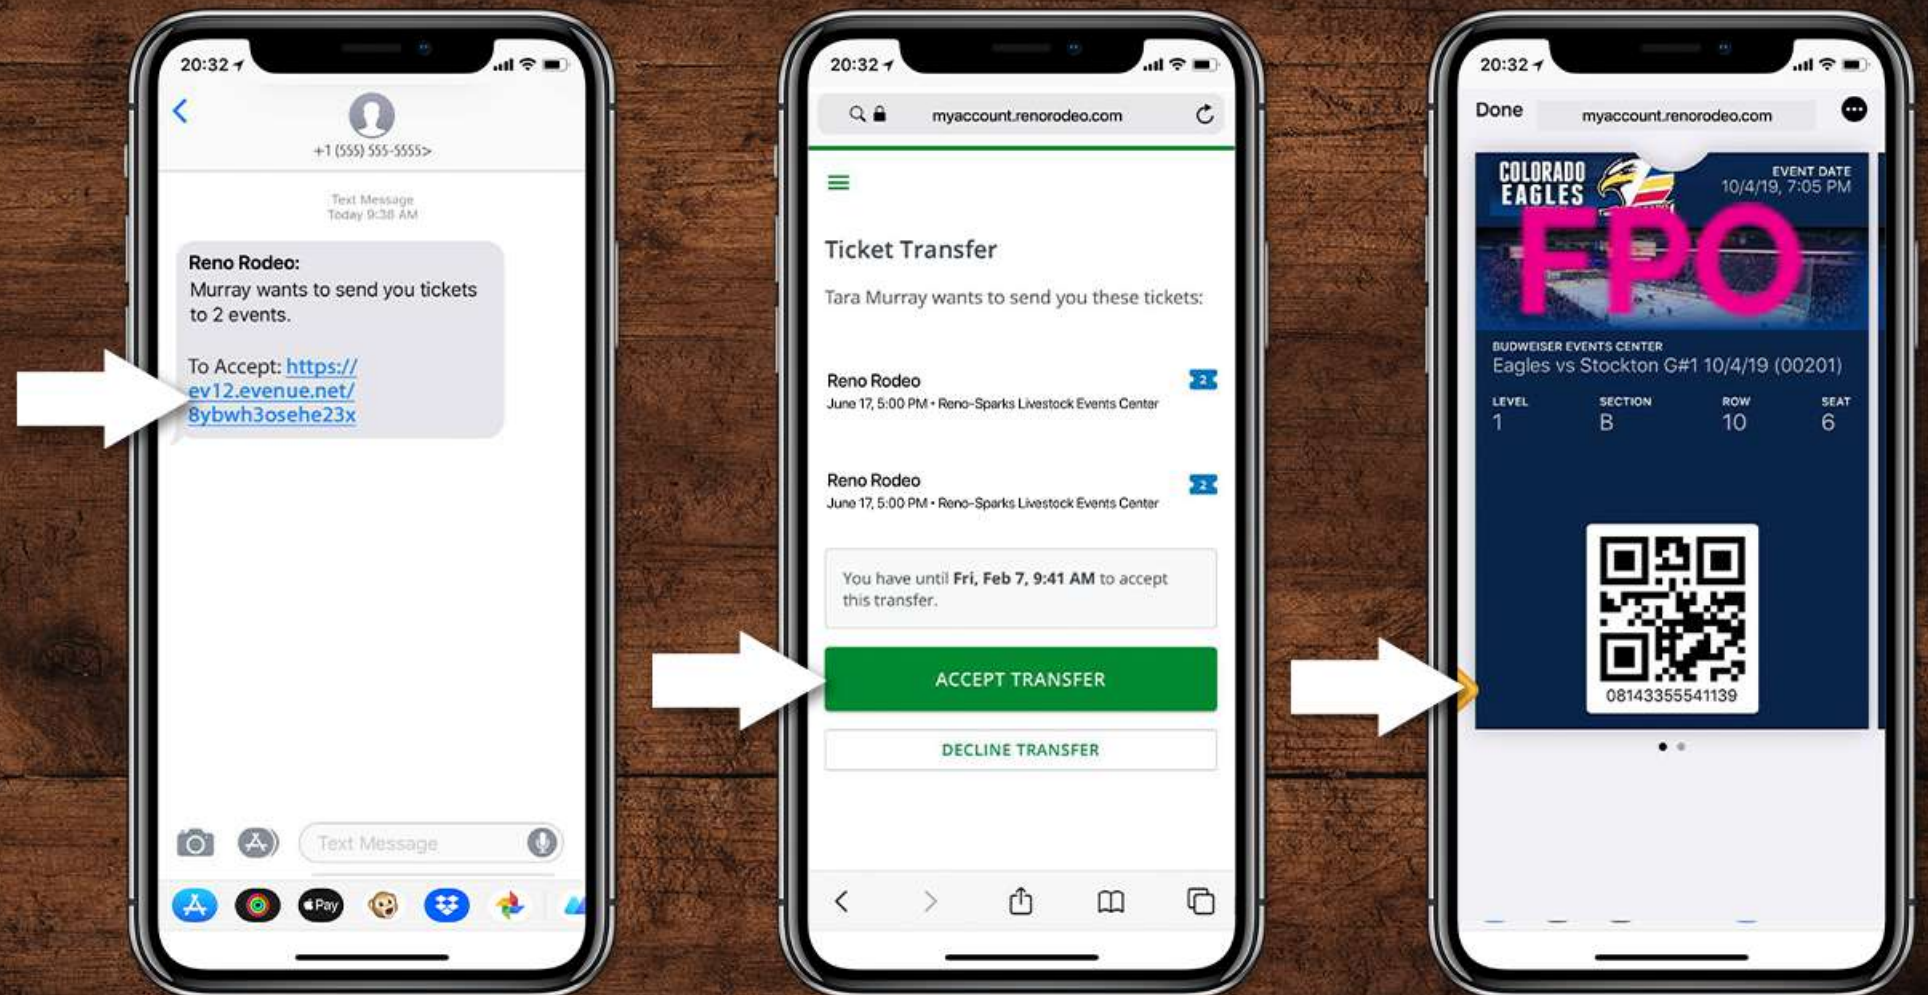 20:32
+1 (555) 555-5555>
Text Message
Today 9:38 AM
Reno Rodeo:
Murray wants to send you tickets
to 2 events.
To Accept: https://
ev12.evenue.net/
8ybwh3osehe23x
Text Message
Pay
20:32
myaccount.renorodeo.com
Ticket Transfer
Tara Murray wants to send you these tickets:
Reno Rodeo
2
June 17, 5:00 PM • Reno-Sparks Livestock Events Center
Reno Rodeo
2
June 17, 5:00 PM • Reno-Sparks Livestock Events Center
You have until Fri, Feb 7, 9:41 AM to accept
this transfer.
ACCEPT TRANSFER
DECLINE TRANSFER
20:32
Done
myaccount.renorodeo.com
COLORADO
EAGLES
EVENT DATE
10/4/19, 7:05 PM
FPO
BUDWEISER EVENTS CENTER
Eagles vs Stockton G#1 10/4/19 (00201)
LEVEL SECTION ROW SEAT
1 B 10 6
08143355541139